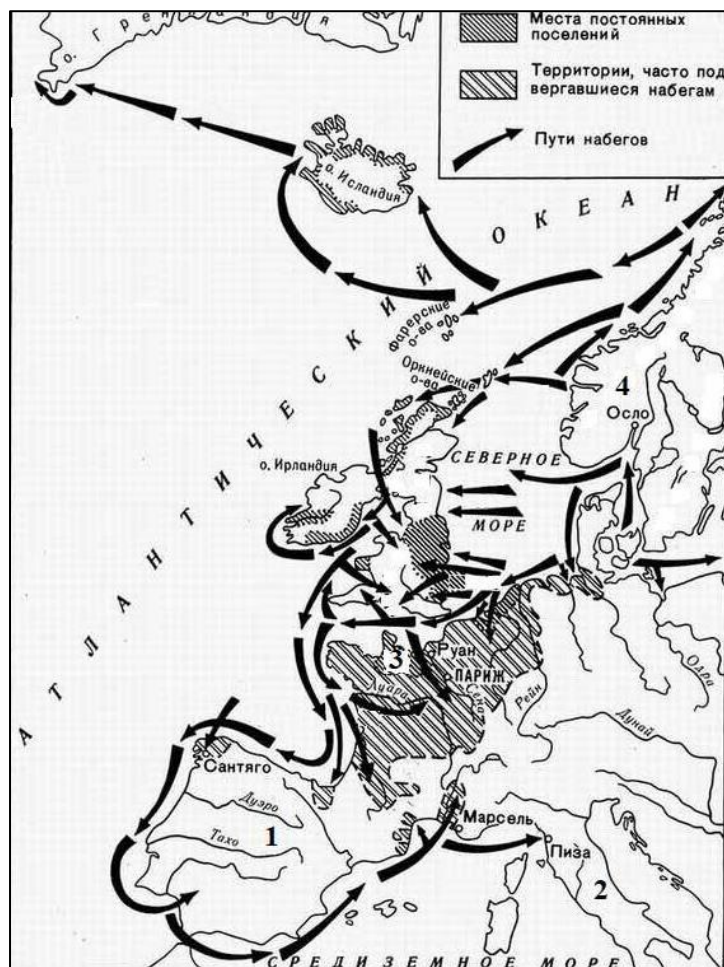 о. Гренландия
Места постоянных
поселений
Территории, часто под
вергавшиеся набегам
Пути набегов
о. Исландия
АТЛАНТИЧЕСКИЙ ОКЕАН
Фарерские
о-ва
Оркнейские
о-ва
4
Осло
СЕВЕРНОЕ
МОРЕ
о. Ирландия
3
Руан
ПАРИЖ
Сена
Луара
Рейн
Одра
Дунай
Сантяго
Дуэро
Тахо
1
Марсель
Пиза
2
СРЕДИЗЕМНОЕ МОРЕ